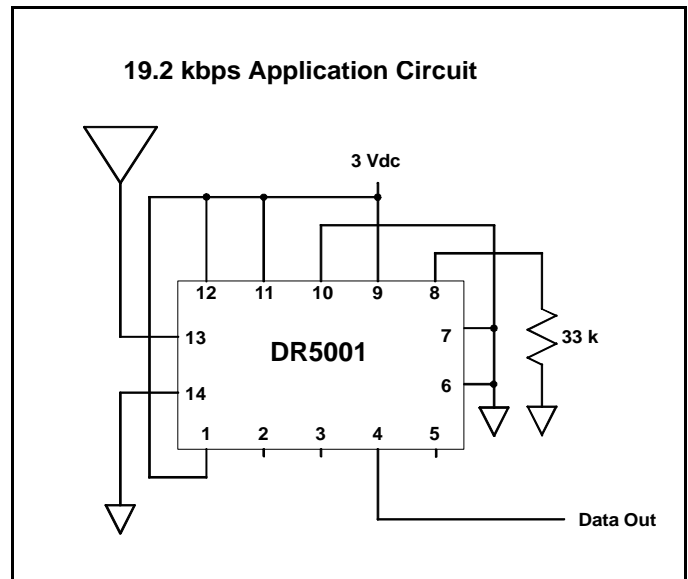 19.2 kbps Application Circuit
3 Vdc
12 11 10 9 8
13
7
33 k
DR5001
14
6
1 2 3 4 5
Data Out